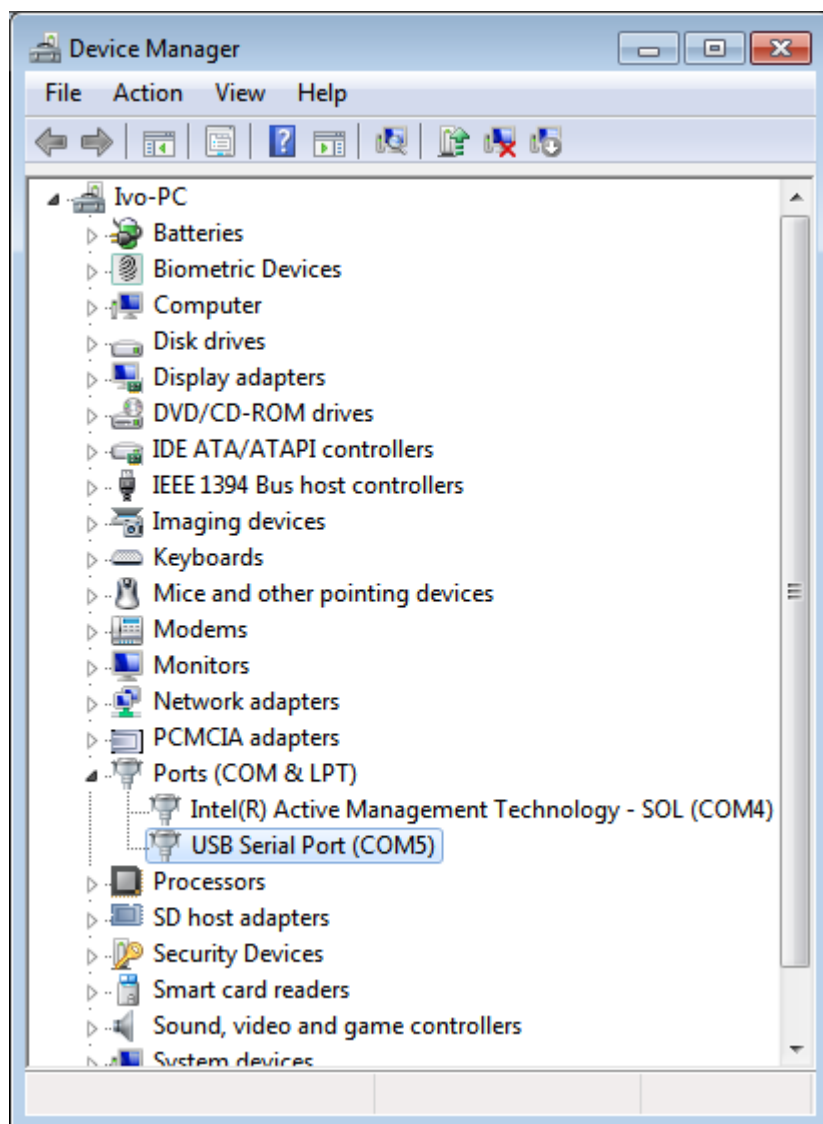 Device Manager
File Action View Help
Ivo-PC
Batteries
Biometric Devices
Computer
Disk drives
Display adapters
DVD/CD-ROM drives
IDE ATA/ATAPI controllers
IEEE 1394 Bus host controllers
Imaging devices
Keyboards
Mice and other pointing devices
Modems
Monitors
Network adapters
PCMCIA adapters
Ports (COM & LPT)
Intel(R) Active Management Technology - SOL (COM4)
USB Serial Port (COM5)
Processors
SD host adapters
Security Devices
Smart card readers
Sound, video and game controllers
System devices